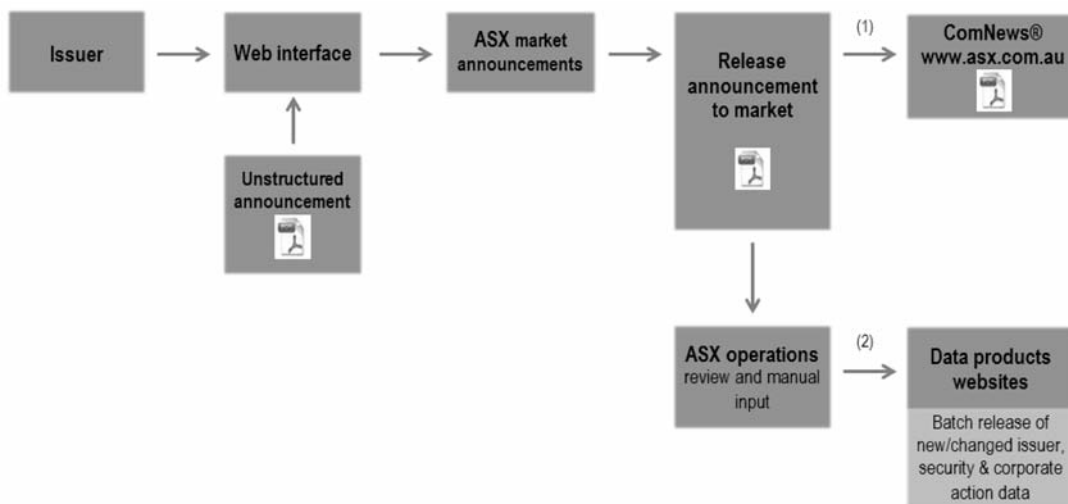 Issuer
Web interface
ASX market
announcements
Release
announcement
to market
(1)
ComNews®
www.asx.com.au
Unstructured
announcement
ASX operations
review and manual
input
(2)
Data products
websites
Batch release of
new/changed issuer,
security & corporate
action data